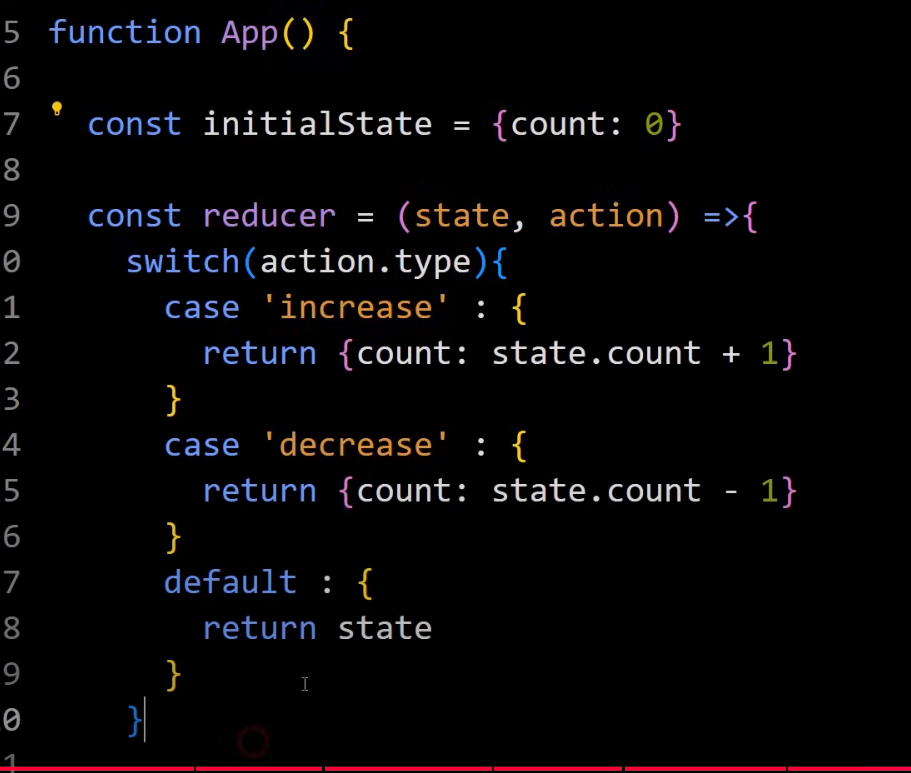 5 function App() {
6
7 const initialState = {count: 0}
8
9 const reducer = (state, action) =>{
0 switch(action.type){
1 case 'increase' : {
2 return {count: state.count + 1}
3 }
4 case 'decrease' : {
5 return {count: state.count - 1}
6 }
7 default : {
8 return state
9 }
0 }
1